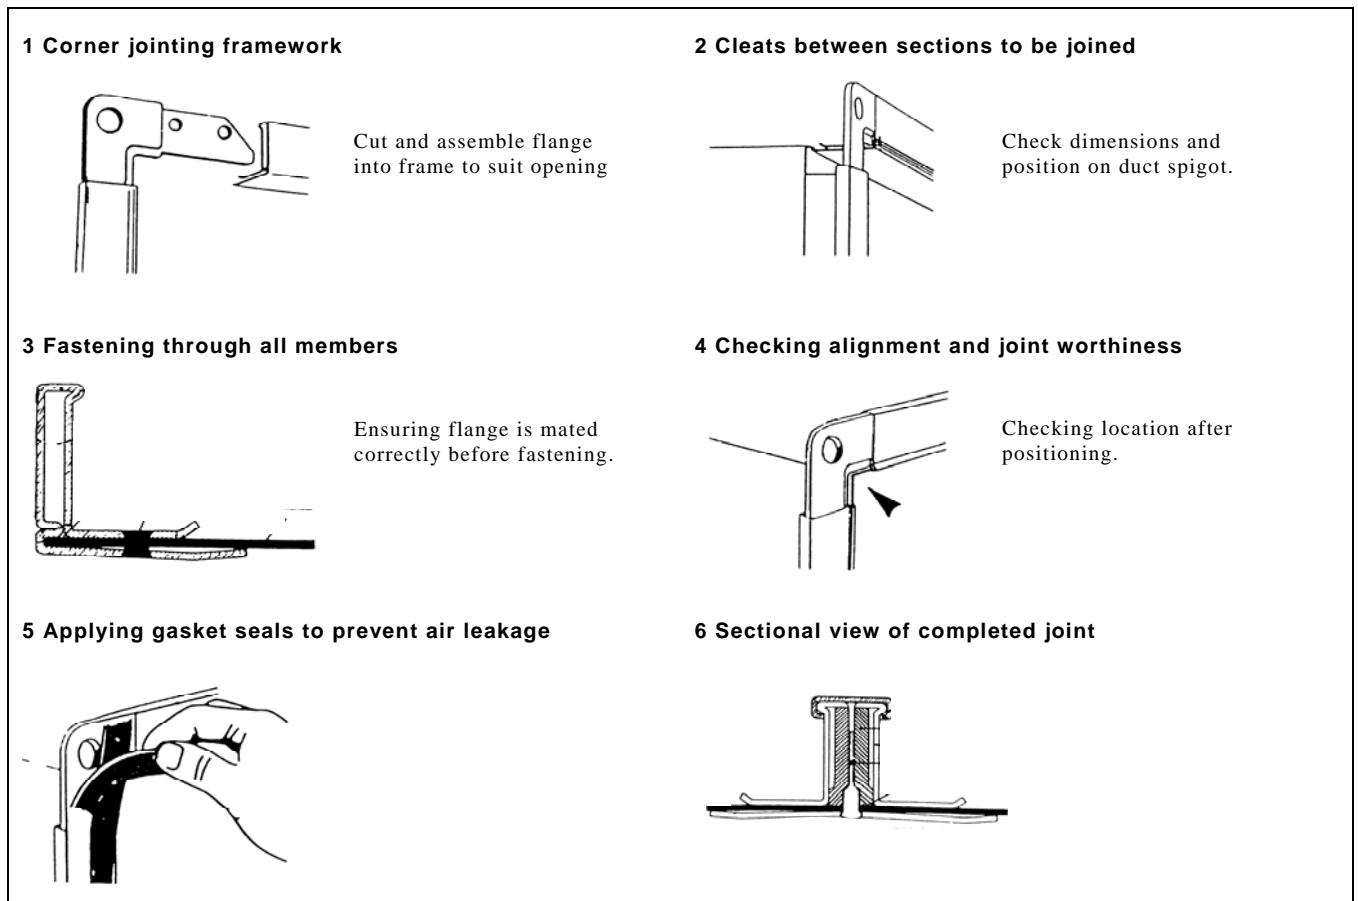 1 Corner jointing framework
Cut and assemble flange
into frame to suit opening
2 Cleats between sections to be joined
Check dimensions and
position on duct spigot.
3 Fastening through all members
Ensuring flange is mated
correctly before fastening.
4 Checking alignment and joint worthiness
Checking location after
positioning.
5 Applying gasket seals to prevent air leakage
6 Sectional view of completed joint